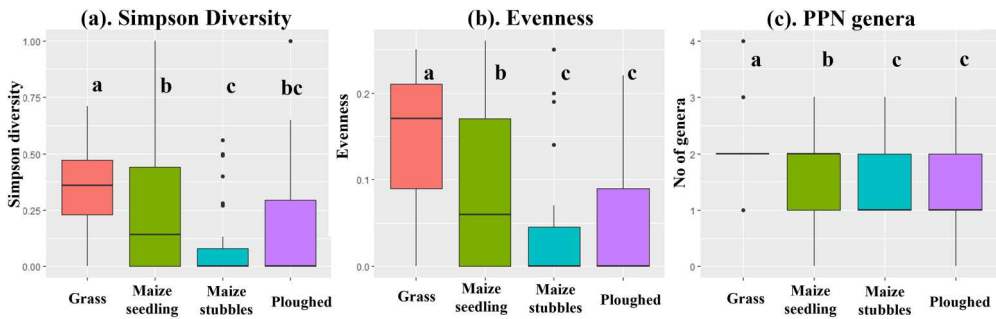 (a). Simpson Diversity
Simpson diversity
1.00
0.75
0.50
0.25
0.00
a
b
c
bc
Grass
Maize
seedling
Maize
stubbles
Ploughed
(b). Evenness
Evenness
0.2
0.1
0.0
a
b
c
c
Grass
Maize
seedling
Maize
stubbles
Ploughed
(c). PPN genera
No of genera
4
3
2
1
0
a
b
c
c
Grass
Maize
seedling
Maize
stubbles
Ploughed